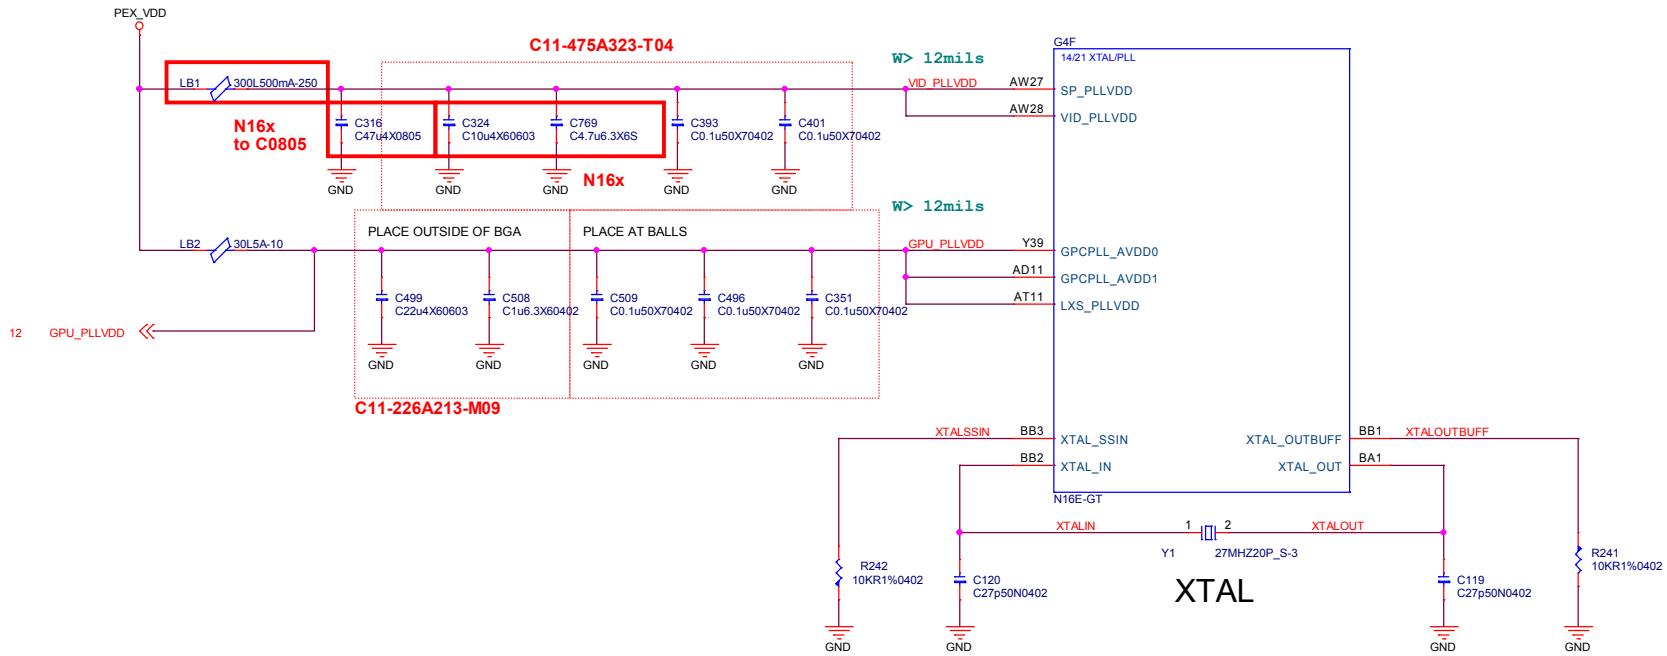 PEX_VDD
C11-475A323-T04
W> 12mils
G4F
14/21 XTAL/PLL
LB1
300L500mA-250
VID_PLLVDD
AW27
SP_PLLVDD
AW28
VID_PLLVDD
N16x
to C0805
C316
C47u4X0805
C324
C10u4X60603
C769
C4.7u6.3X6S
C393
C0.1u50X70402
C401
C0.1u50X70402
GND
GND
GND
GND
GND
N16x
W> 12mils
PLACE OUTSIDE OF BGA
PLACE AT BALLS
LB2
30L5A-10
GPU_PLLVDD
Y39
GPCPLL_AVDD0
AD11
GPCPLL_AVDD1
AT11
LXS_PLLVDD
C499
C22u4X60603
C508
C1u6.3X60402
C509
C0.1u50X70402
C496
C0.1u50X70402
C351
C0.1u50X70402
12
GPU_PLLVDD
GND
GND
GND
GND
GND
C11-226A213-M09
XTALSSIN
BB3
XTAL_SSIN
XTAL_OUTBUFF
BB1
XTALOUTBUFF
BB2
XTAL_IN
XTAL_OUT
BA1
N16E-GT
XTALIN
1
2
XTALOUT
Y1
27MHZ20P_S-3
R242
10KR1%0402
C120
C27p50N0402
XTAL
C119
C27p50N0402
R241
10KR1%0402
GND
GND
GND
GND